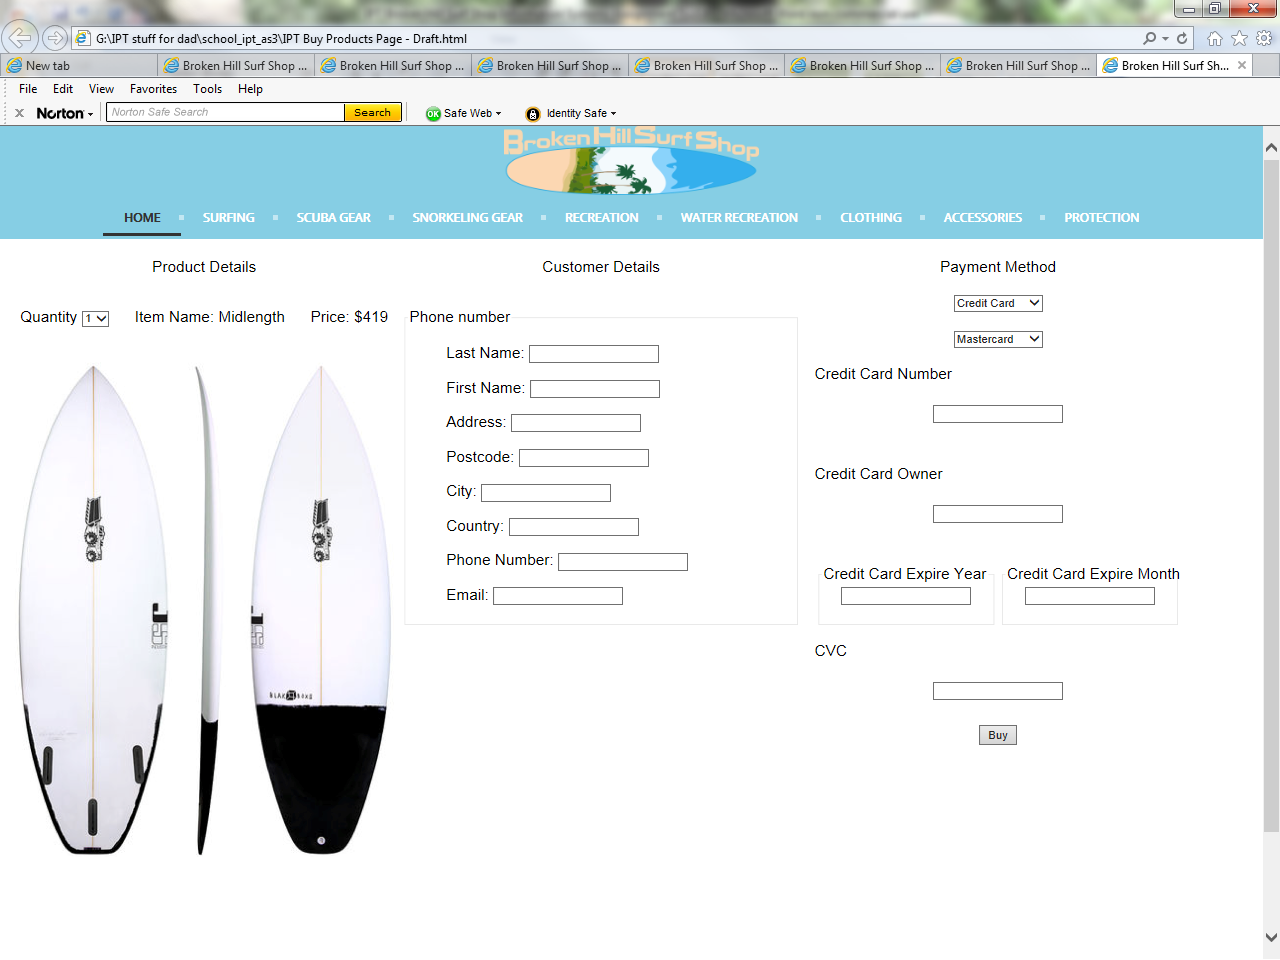 G:\IPT stuff for dad\school_ipt_as3\IPT Buy Products Page - Draft.html
New tab
Broken Hill Surf Shop ...
Broken Hill Surf Shop ...
Broken Hill Surf Shop ...
Broken Hill Surf Shop ...
Broken Hill Surf Shop ...
Broken Hill Surf Shop ...
Broken Hill Surf Sh...
File Edit View Favorites Tools Help
x Norton Norton Safe Search Search OK Safe Web Identity Safe
Broken Hill Surf Shop
HOME SURFING SCUBA GEAR SNORKELING GEAR RECREATION WATER RECREATION CLOTHING ACCESSORIES PROTECTION
Product Details
Quantity 1 Item Name: Midlength Price: $419
Customer Details
Phone number
Last Name:
First Name:
Address:
Postcode:
City:
Country:
Phone Number:
Email:
Payment Method
Credit Card
Mastercard
Credit Card Number
Credit Card Owner
Credit Card Expire Year Credit Card Expire Month
CVC
Buy